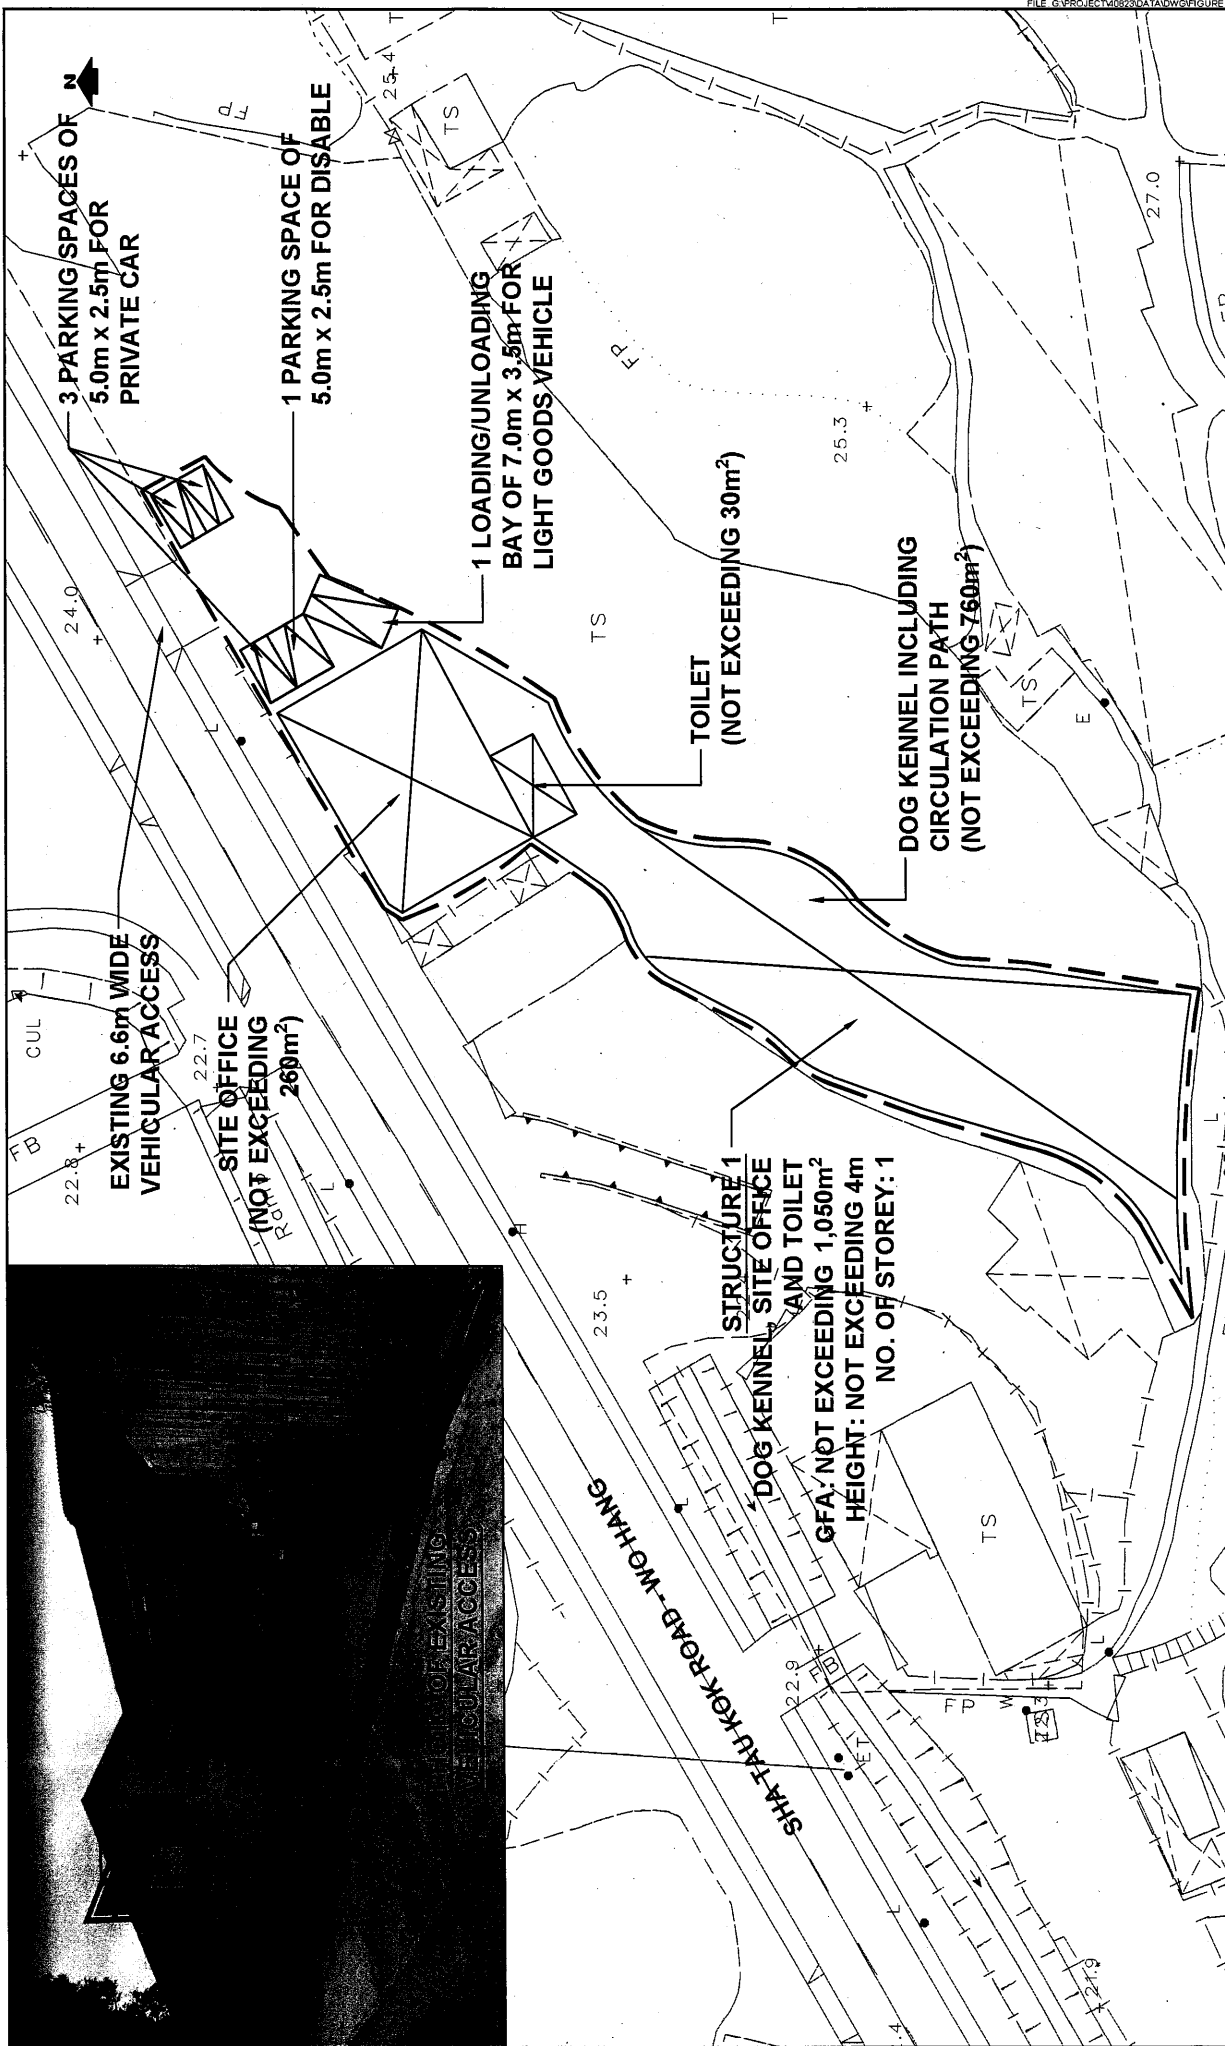 FILE G:\PROJECT\40823\DATA\DWG\FIGURE
N
3 PARKING SPACES OF
5.0m x 2.5m FOR
PRIVATE CAR
1 PARKING SPACE OF
5.0m x 2.5m FOR DISABLE
1 LOADING/UNLOADING
BAY OF 7.0m x 3.5m FOR
LIGHT GOODS VEHICLE
TOILET
(NOT EXCEEDING 30m²)
DOG KENNEL INCLUDING
CIRCULATION PATH
(NOT EXCEEDING 760m²)
EXISTING 6.6m WIDE
VEHICULAR ACCESS
SITE OFFICE
(NOT EXCEEDING
260m²)
STRUCTURE 1
DOG KENNEL, SITE OFFICE
AND TOILET
GFA: NOT EXCEEDING 1,050m²
HEIGHT: NOT EXCEEDING 4m
NO. OF STOREY: 1
SHA TAU KOK ROAD - WO HANG
OF EXISTING
VEHICULAR ACCESS
CUL
FB
22.8
22.7
Ramp
24.0
25.4
TS
TS
TS
TS
FP
25.3
27.0
E
L
L
L
L
L
L
L
H
23.5
22.9
FB
FP
W
ET
21.9
T
T